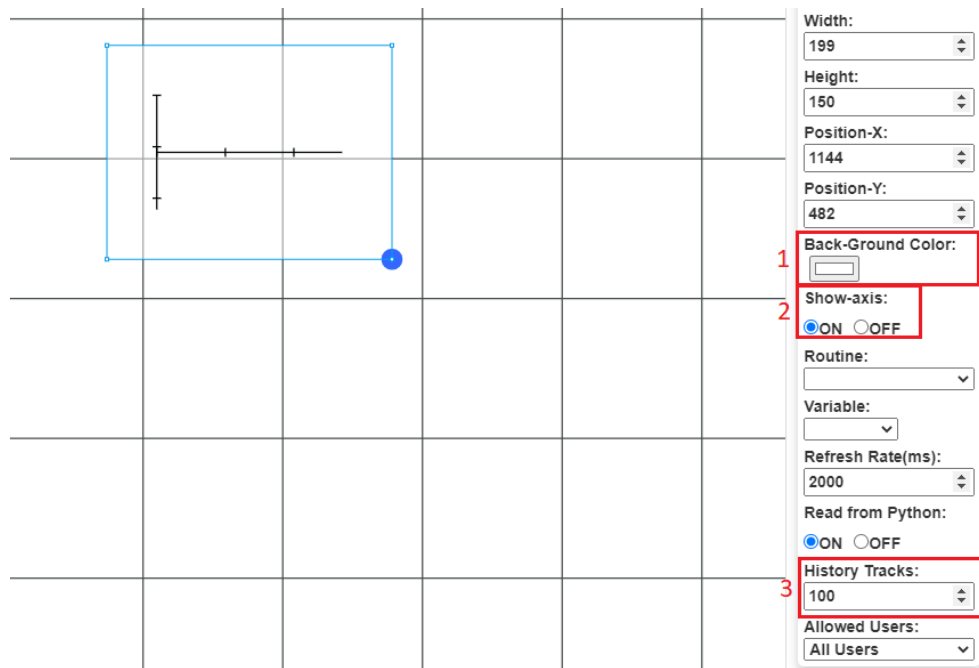 Width:
199
Height:
150
Position-X:
1144
Position-Y:
482
1
Back-Ground Color:
2
Show-axis:
ON OFF
Routine:
Variable:
Refresh Rate(ms):
2000
Read from Python:
ON OFF
3
History Tracks:
100
Allowed Users:
All Users